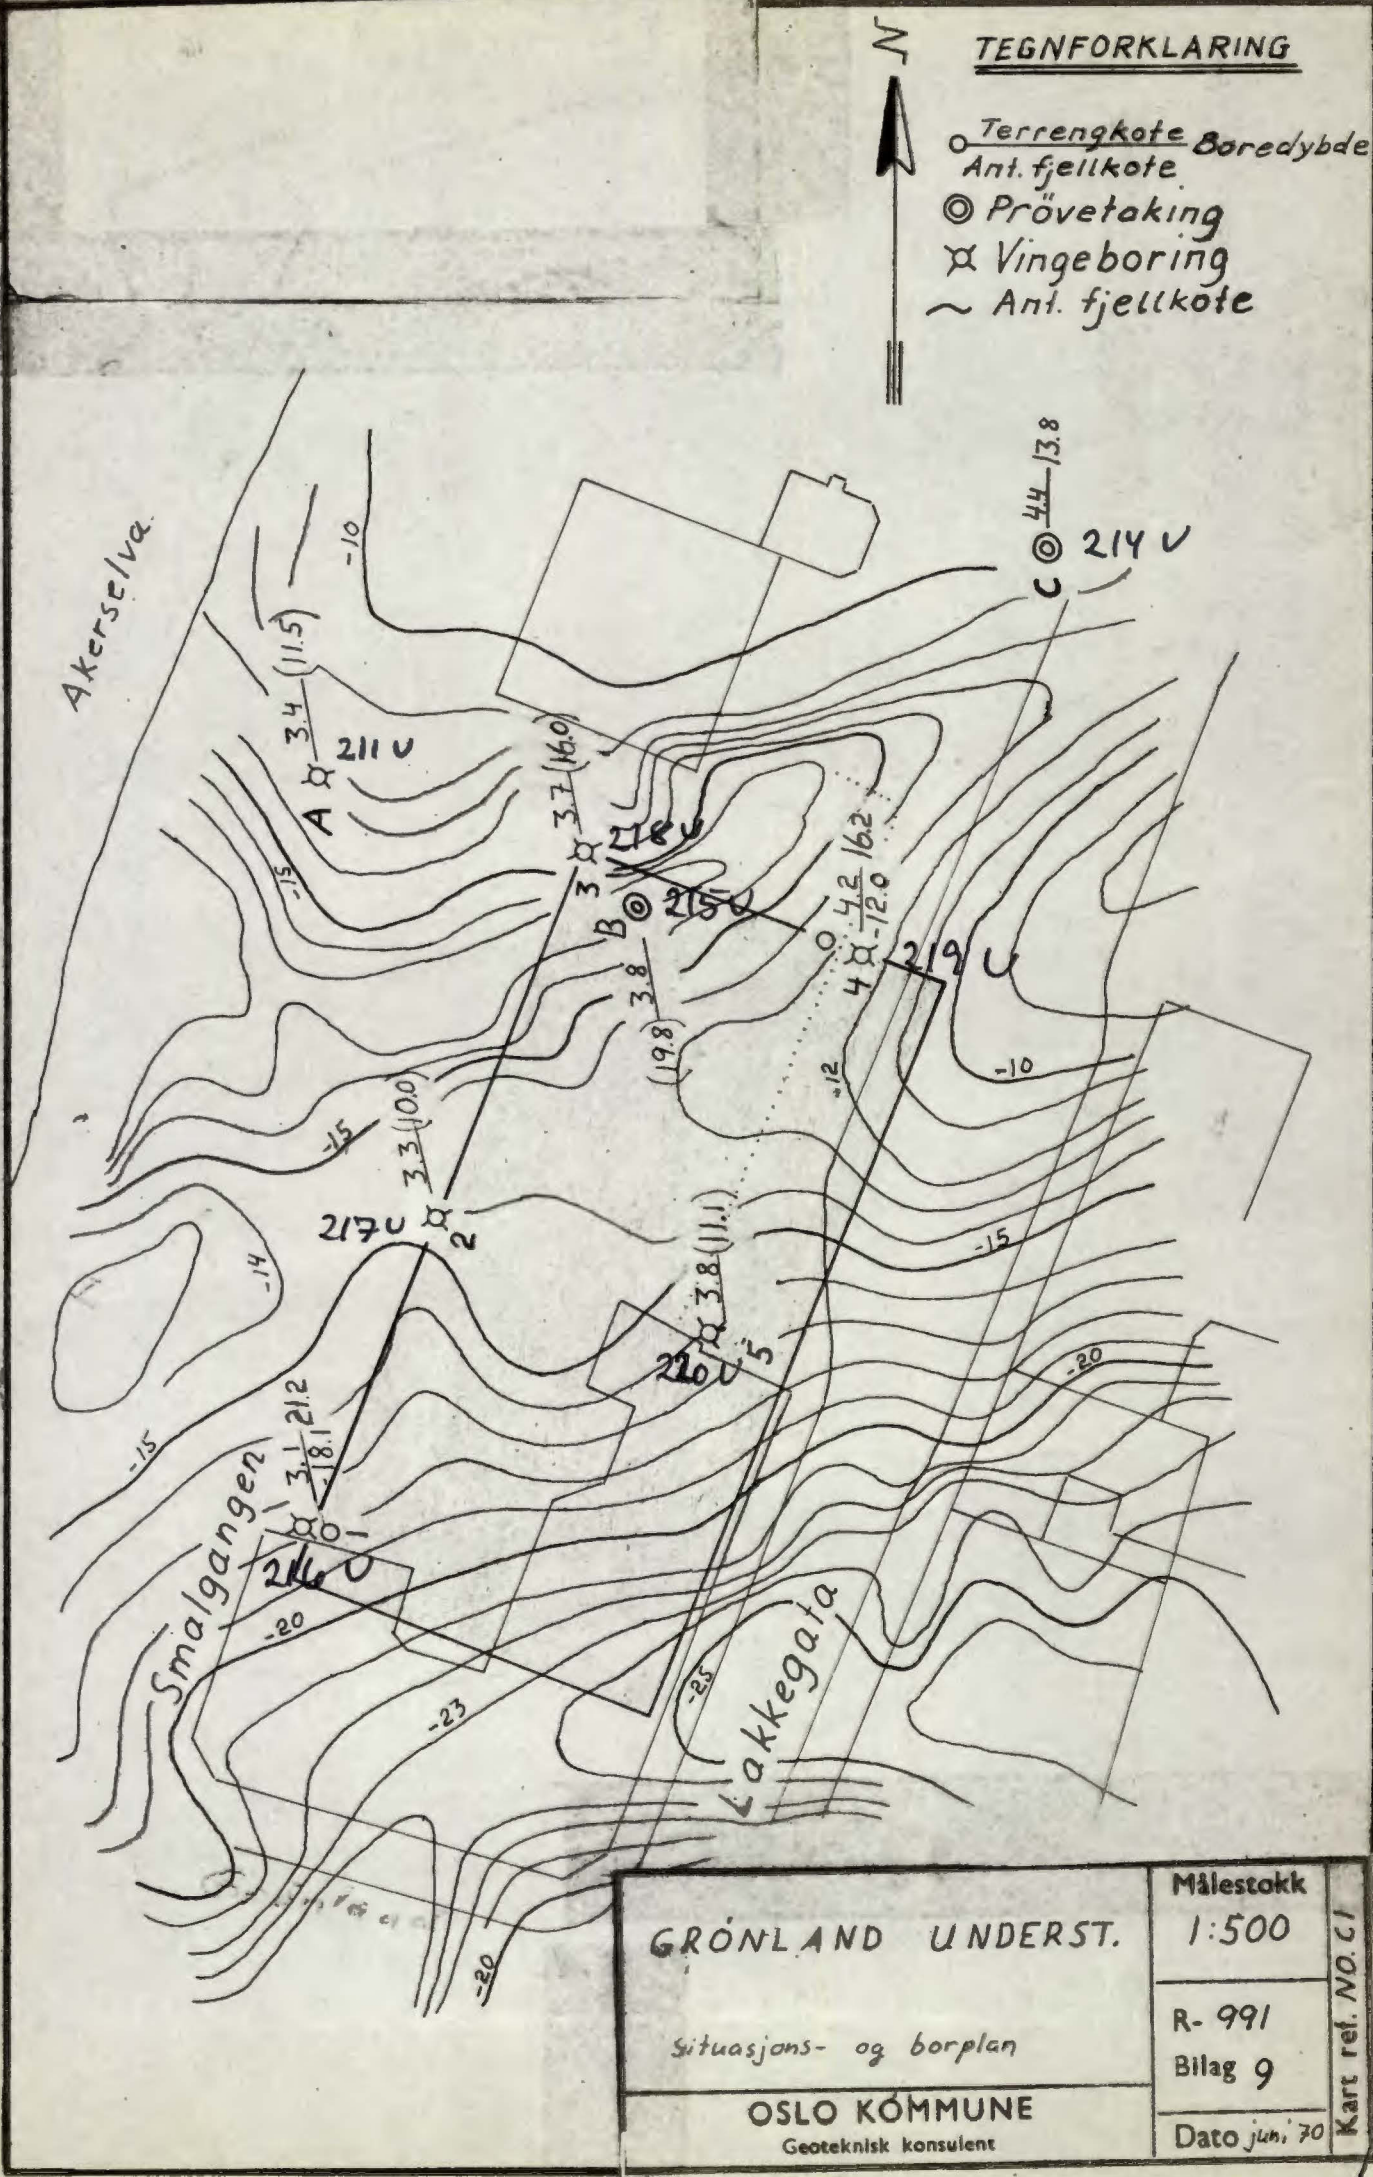 N
TEGNFORKLARING
Terrengkote Boredybde
Ant. fjellkote
Prövetaking
Vingeboring
Ant. fjellkote
Akerselva
-10
4.4 13.8
C 214 U
3.4 (11.5)
211 U
A
3.7 (16.0)
218 U
3
-15
B 215 U
3.8
(19.8)
4.2 16.2
-12.0
4
219 U
-12
-10
3.3 (10.0)
-15
217 U
2
-14
-15
3.8 (11.1)
220 U 5
-20
3.1 21.2
-18.1
-15
Smalgangen
1
216 U
-20
-25
-23
Lakkegata
-20
GRÖNLAND UNDERST.
Situasjons- og borplan
OSLO KOMMUNE
Geoteknisk konsulent
Målestokk
1:500
R- 991
Bilag 9
Dato juni 70
Kart ref. NO. C1